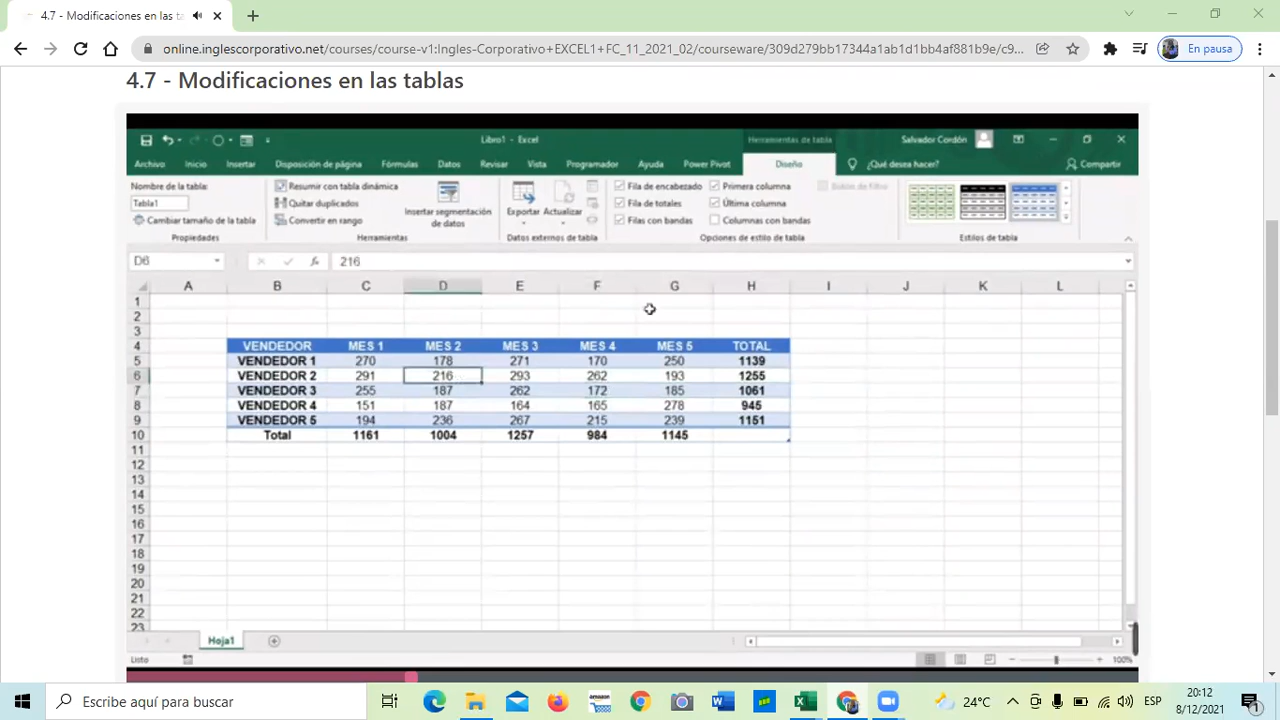 4.7 - Modificaciones en las ta
En pausa
online.inglescorporativo.net/courses/course-v1:Ingles-Corporativo+EXCEL1+FC_11_2021_02/courseware/309d279bb17344a1ab1d1bb4af881b9e/c9...
4.7 - Modificaciones en las tablas
Libro1 - Excel
Herramientas de tabla
Salvador Cordón
Archivo Inicio Insertar Disposición de página Fórmulas Datos Revisar Vista Programador Ayuda Power Pivot Diseño ¿Qué desea hacer? Compartir
Nombre de la tabla:
Tabla1
Cambiar tamaño de la tabla
Propiedades
Resumir con tabla dinámica
Quitar duplicados
Convertir en rango
Insertar segmentación
de datos
Herramientas
Exportar Actualizar
Datos externos de tabla
Fila de encabezado Primera columna Botón de filtro
Fila de totales Última columna
Filas con bandas Columnas con bandas
Opciones de estilo de tabla
Estilos de tabla
D6 fx 216
A B C D E F G H I J K L
1
2
3
4 VENDEDOR MES 1 MES 2 MES 3 MES 4 MES 5 TOTAL
5 VENDEDOR 1 270 178 271 170 250 1139
6 VENDEDOR 2 291 216 293 262 193 1255
7 VENDEDOR 3 255 187 262 172 185 1061
8 VENDEDOR 4 151 187 164 165 278 945
9 VENDEDOR 5 194 236 267 215 239 1151
10 Total 1161 1004 1257 984 1145
11
12
13
14
15
16
17
18
19
20
21
22
23
Hoja1
Listo
100%
Escribe aquí para buscar
amazon
24°C
ESP
20:12
8/12/2021
1